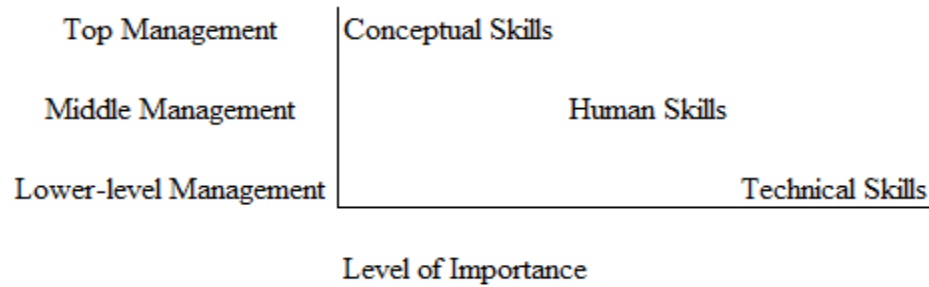 Top Management Conceptual Skills
Middle Management Human Skills
Lower-level Management Technical Skills
Level of Importance